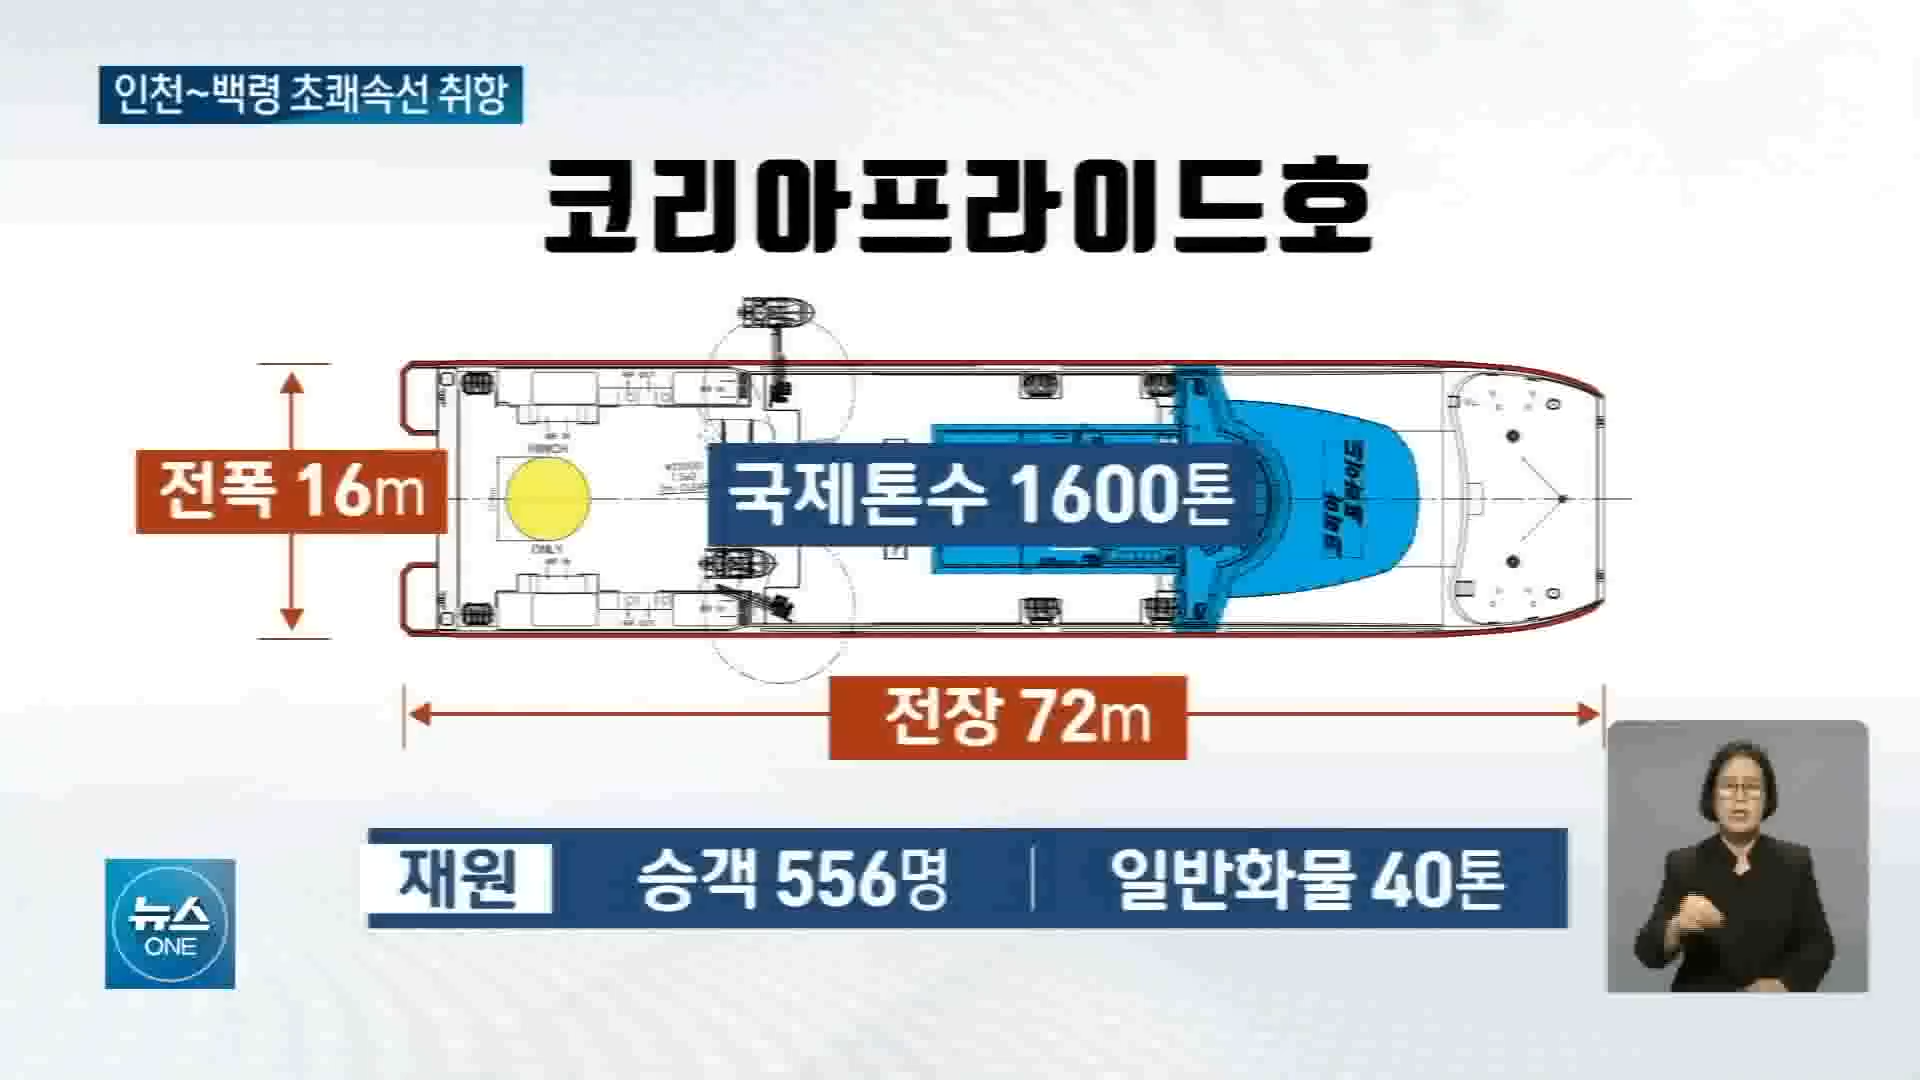 인천~백령 초쾌속선 취항
코리아프라이드호
전폭 16m
국제톤수 1600톤
WINCH
ONLY
전장 72m
재원 승객 556명 일반화물 40톤
뉴스
ONE